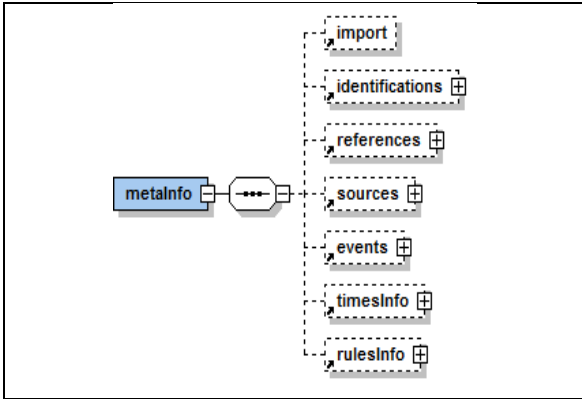 import
identifications
references
metaInfo
sources
events
timesInfo
rulesInfo